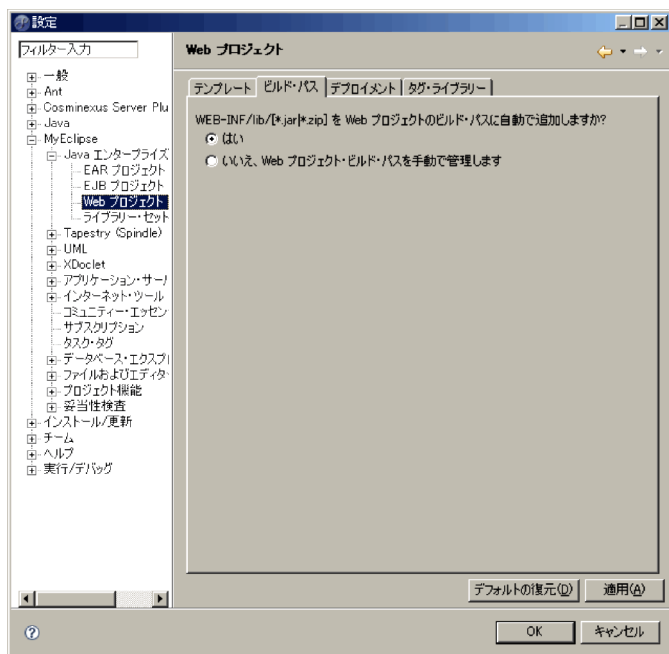 設定
フィルター入力
一般
Ant
Cosminexus Server Plu
Java
MyEclipse
Java エンタープライズ
EAR プロジェクト
EJB プロジェクト
Web プロジェクト
ライブラリー・セット
Tapestry (Spindle)
UML
XDoclet
アプリケーション・サーバ
インターネット・ツール
コミュニティー・エッセン
サブスクリプション
タスク・タグ
データベース・エクスプロ
ファイルおよびエディタ
プロジェクト機能
妥当性検査
インストール/更新
チーム
ヘルプ
実行/デバッグ
Web プロジェクト
テンプレート ビルド・パス デプロイメント タグ・ライブラリー
WEB-INF/lib/[*.jar|*.zip] を Web プロジェクトのビルド・パスに自動で追加しますか?
はい
いいえ、Web プロジェクト・ビルド・パスを手動で管理します
デフォルトの復元(D) 適用(A)
OK キャンセル